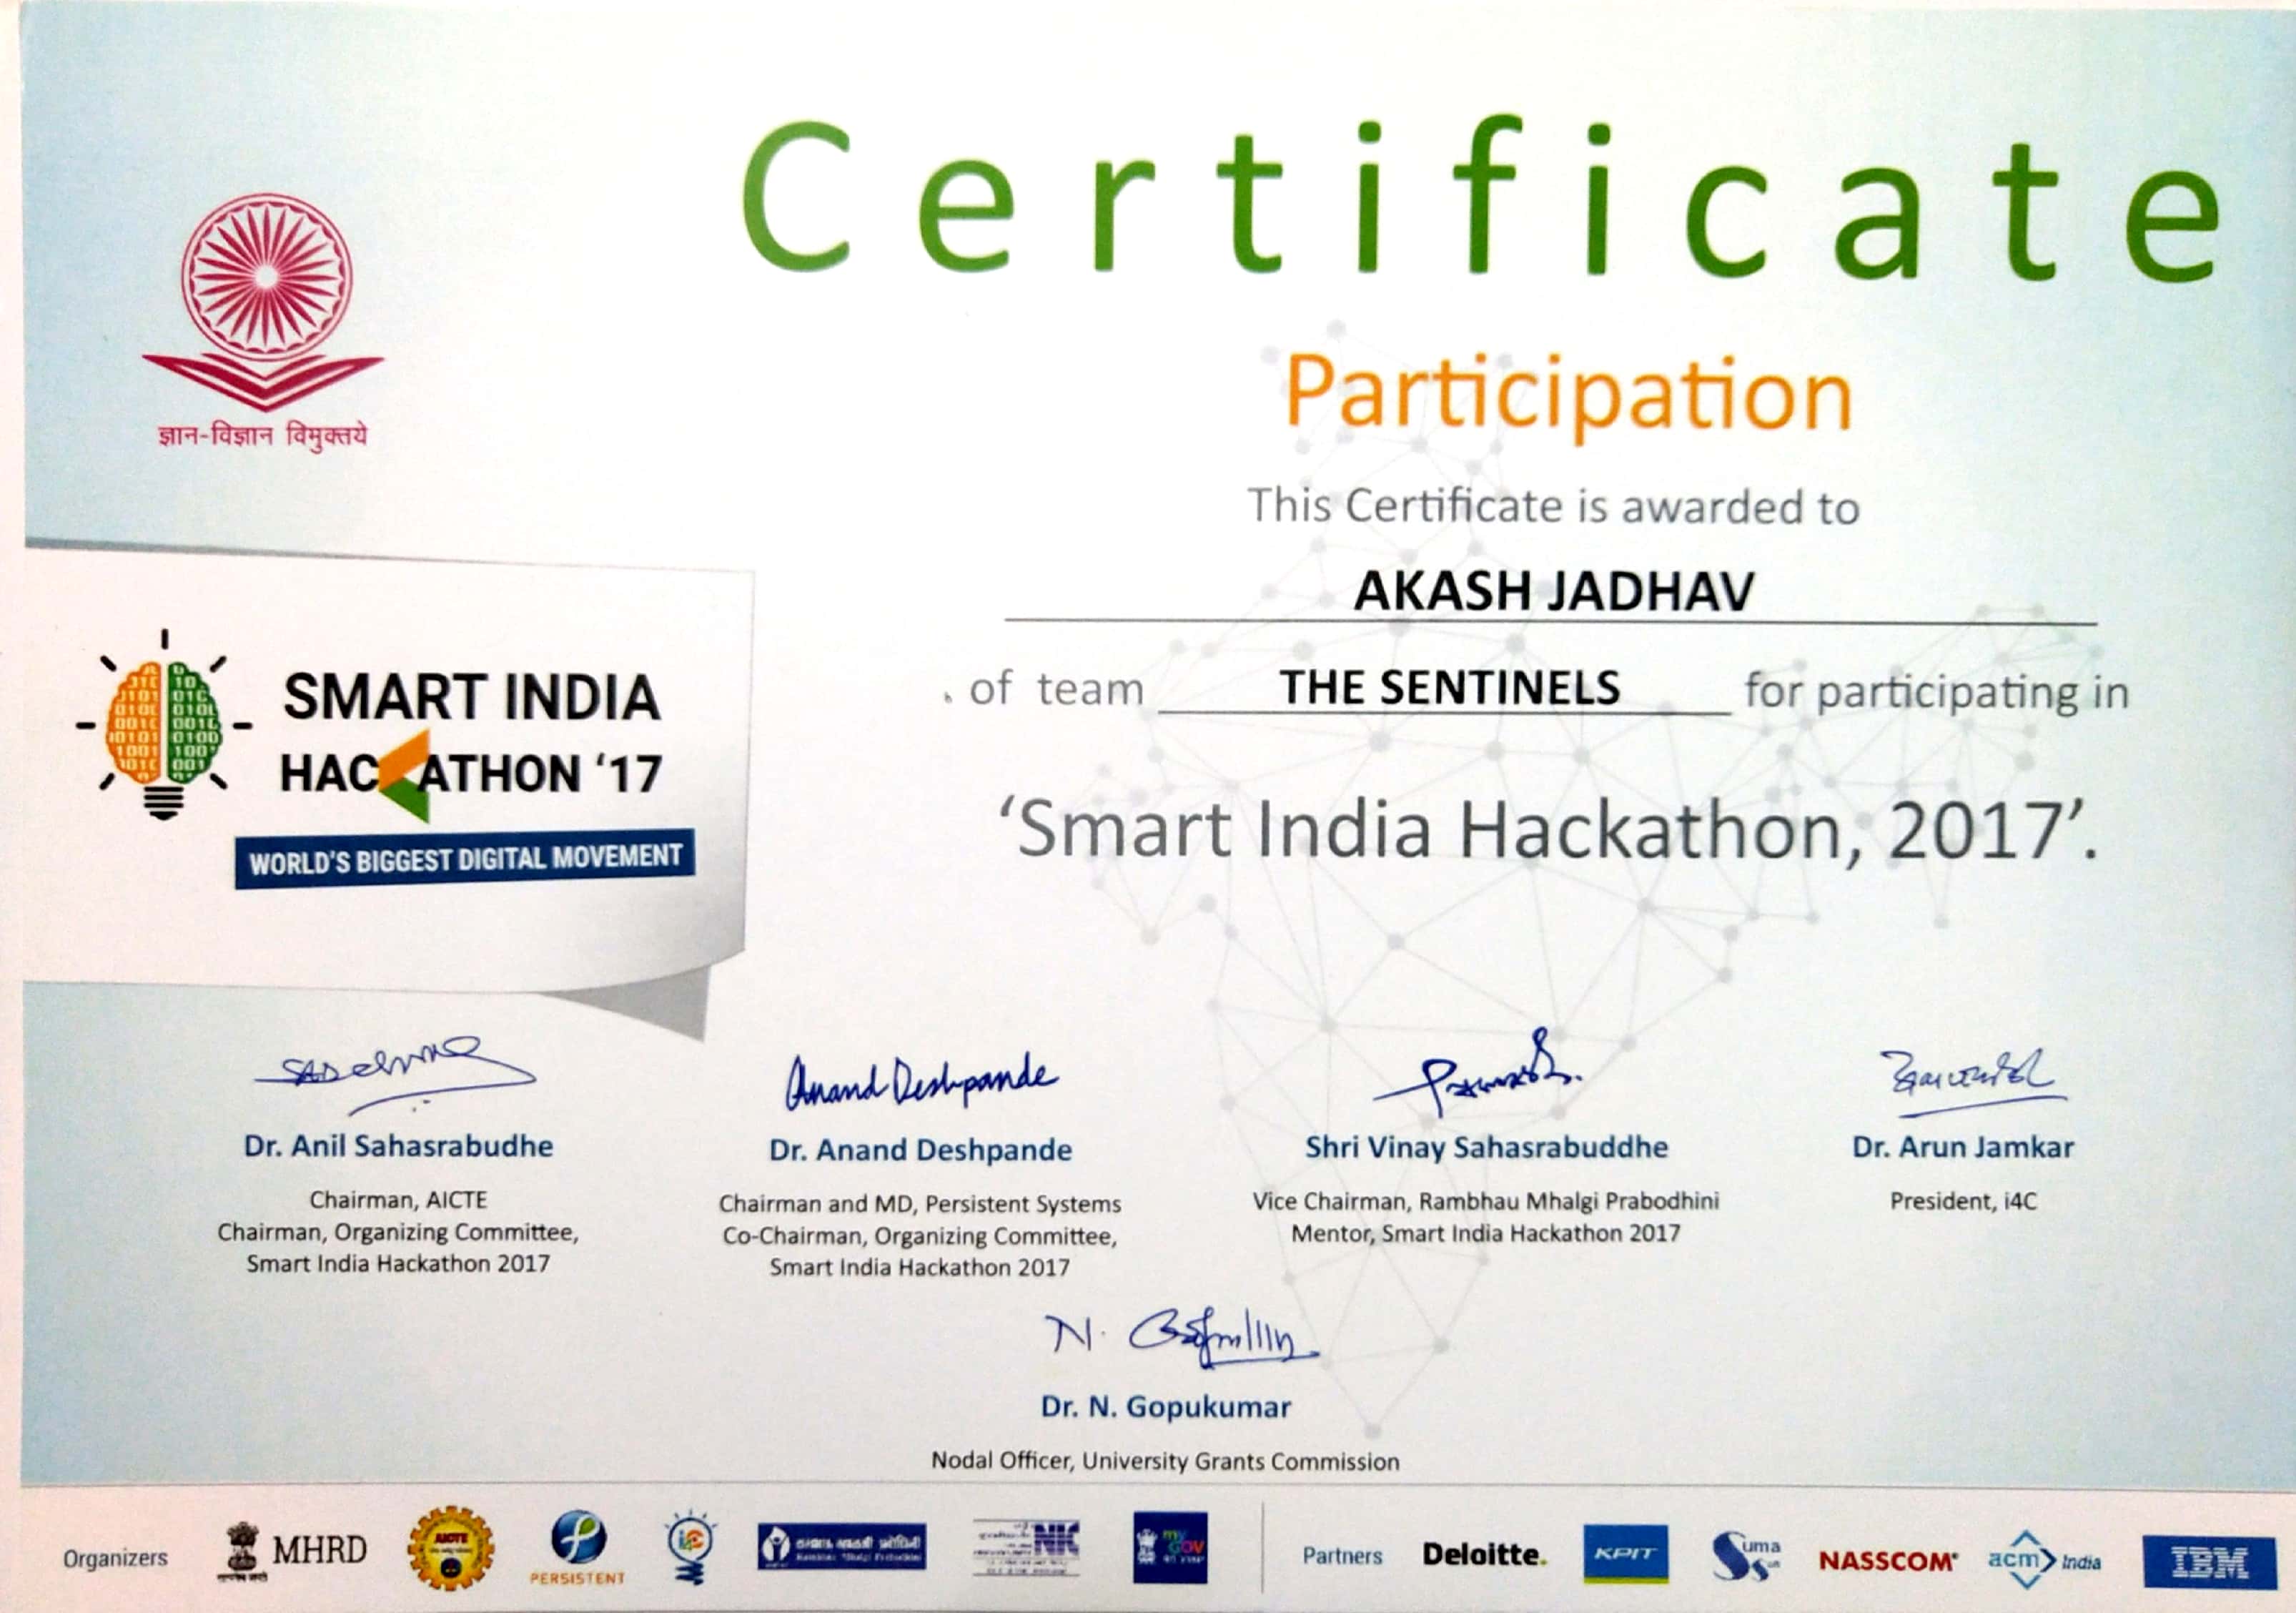 Certificate
Participation
This Certificate is awarded to
AKASH JADHAV
of team THE SENTINELS for participating in
‘Smart India Hackathon, 2017’.
ज्ञान-विज्ञान विमुक्तये
SMART INDIA
HACKATHON ‘17
WORLD'S BIGGEST DIGITAL MOVEMENT
Anand Deshpande
Dr. Anil Sahasrabudhe
Chairman, AICTE
Chairman, Organizing Committee,
Smart India Hackathon 2017
Dr. Anand Deshpande
Chairman and MD, Persistent Systems
Co-Chairman, Organizing Committee,
Smart India Hackathon 2017
Shri Vinay Sahasrabuddhe
Vice Chairman, Rambhau Mhalgi Prabodhini
Mentor, Smart India Hackathon 2017
Dr. Arun Jamkar
President, i4C
Dr. N. Gopukumar
Nodal Officer, University Grants Commission
Organizers
MHRD
AICTE
PERSISTENT
i4C
Rambhau Mhalgi Prabodhini
NIC
my GOV
Partners
Deloitte.
KPIT
Suma Soft
NASSCOM®
acm India
IBM